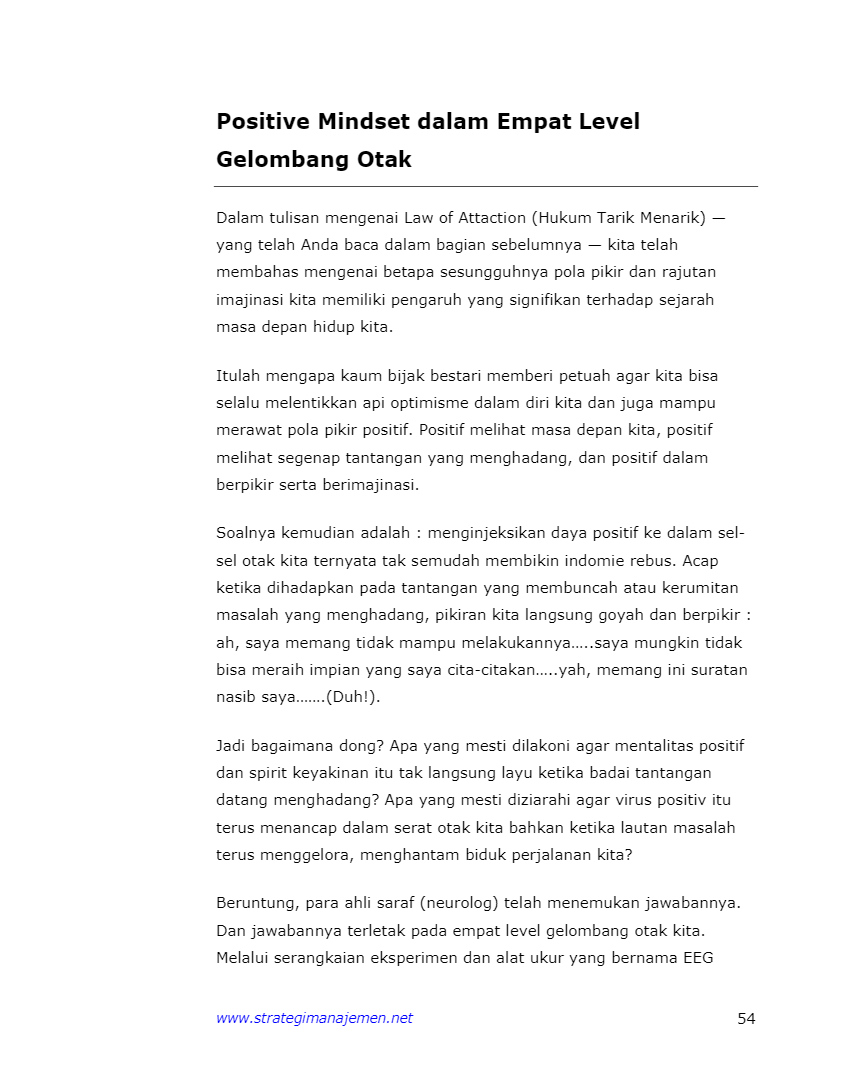 Positive Mindset dalam Empat Level
Gelombang Otak
Dalam tulisan mengenai Law of Attaction (Hukum Tarik Menarik) —
yang telah Anda baca dalam bagian sebelumnya — kita telah
membahas mengenai betapa sesungguhnya pola pikir dan rajutan
imajinasi kita memiliki pengaruh yang signifikan terhadap sejarah
masa depan hidup kita.
Itulah mengapa kaum bijak bestari memberi petuah agar kita bisa
selalu melentikkan api optimisme dalam diri kita dan juga mampu
merawat pola pikir positif. Positif melihat masa depan kita, positif
melihat segenap tantangan yang menghadang, dan positif dalam
berpikir serta berimajinasi.
Soalnya kemudian adalah : menginjeksikan daya positif ke dalam sel-
sel otak kita ternyata tak semudah membikin indomie rebus. Acap
ketika dihadapkan pada tantangan yang membuncah atau kerumitan
masalah yang menghadang, pikiran kita langsung goyah dan berpikir :
ah, saya memang tidak mampu melakukannya…..saya mungkin tidak
bisa meraih impian yang saya cita-citakan…..yah, memang ini suratan
nasib saya…….(Duh!).
Jadi bagaimana dong? Apa yang mesti dilakoni agar mentalitas positif
dan spirit keyakinan itu tak langsung layu ketika badai tantangan
datang menghadang? Apa yang mesti diziarahi agar virus positiv itu
terus menancap dalam serat otak kita bahkan ketika lautan masalah
terus menggelora, menghantam biduk perjalanan kita?
Beruntung, para ahli saraf (neurolog) telah menemukan jawabannya.
Dan jawabannya terletak pada empat level gelombang otak kita.
Melalui serangkaian eksperimen dan alat ukur yang bernama EEG
www.strategimanajemen.net
54